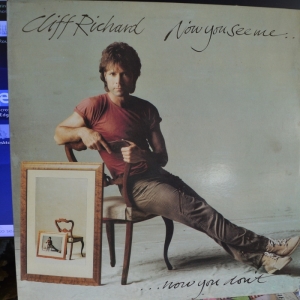 Cliff Richard
Now you see me..
...now you don't